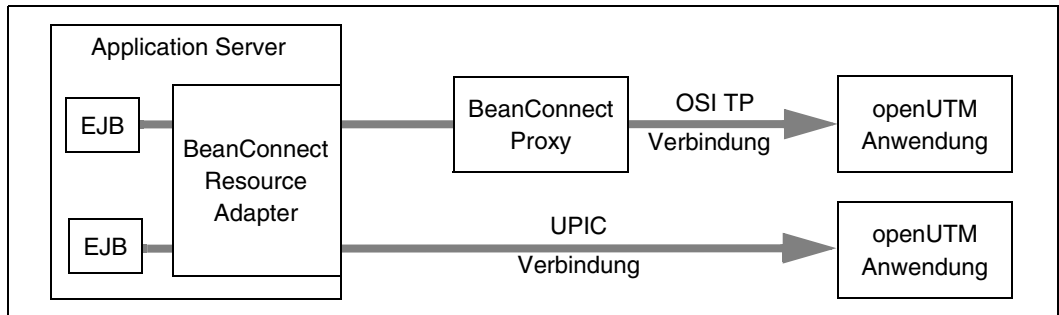 Application Server
EJB
BeanConnect
Resource
Adapter
EJB
BeanConnect
Proxy
OSI TP
Verbindung
openUTM
Anwendung
UPIC
Verbindung
openUTM
Anwendung